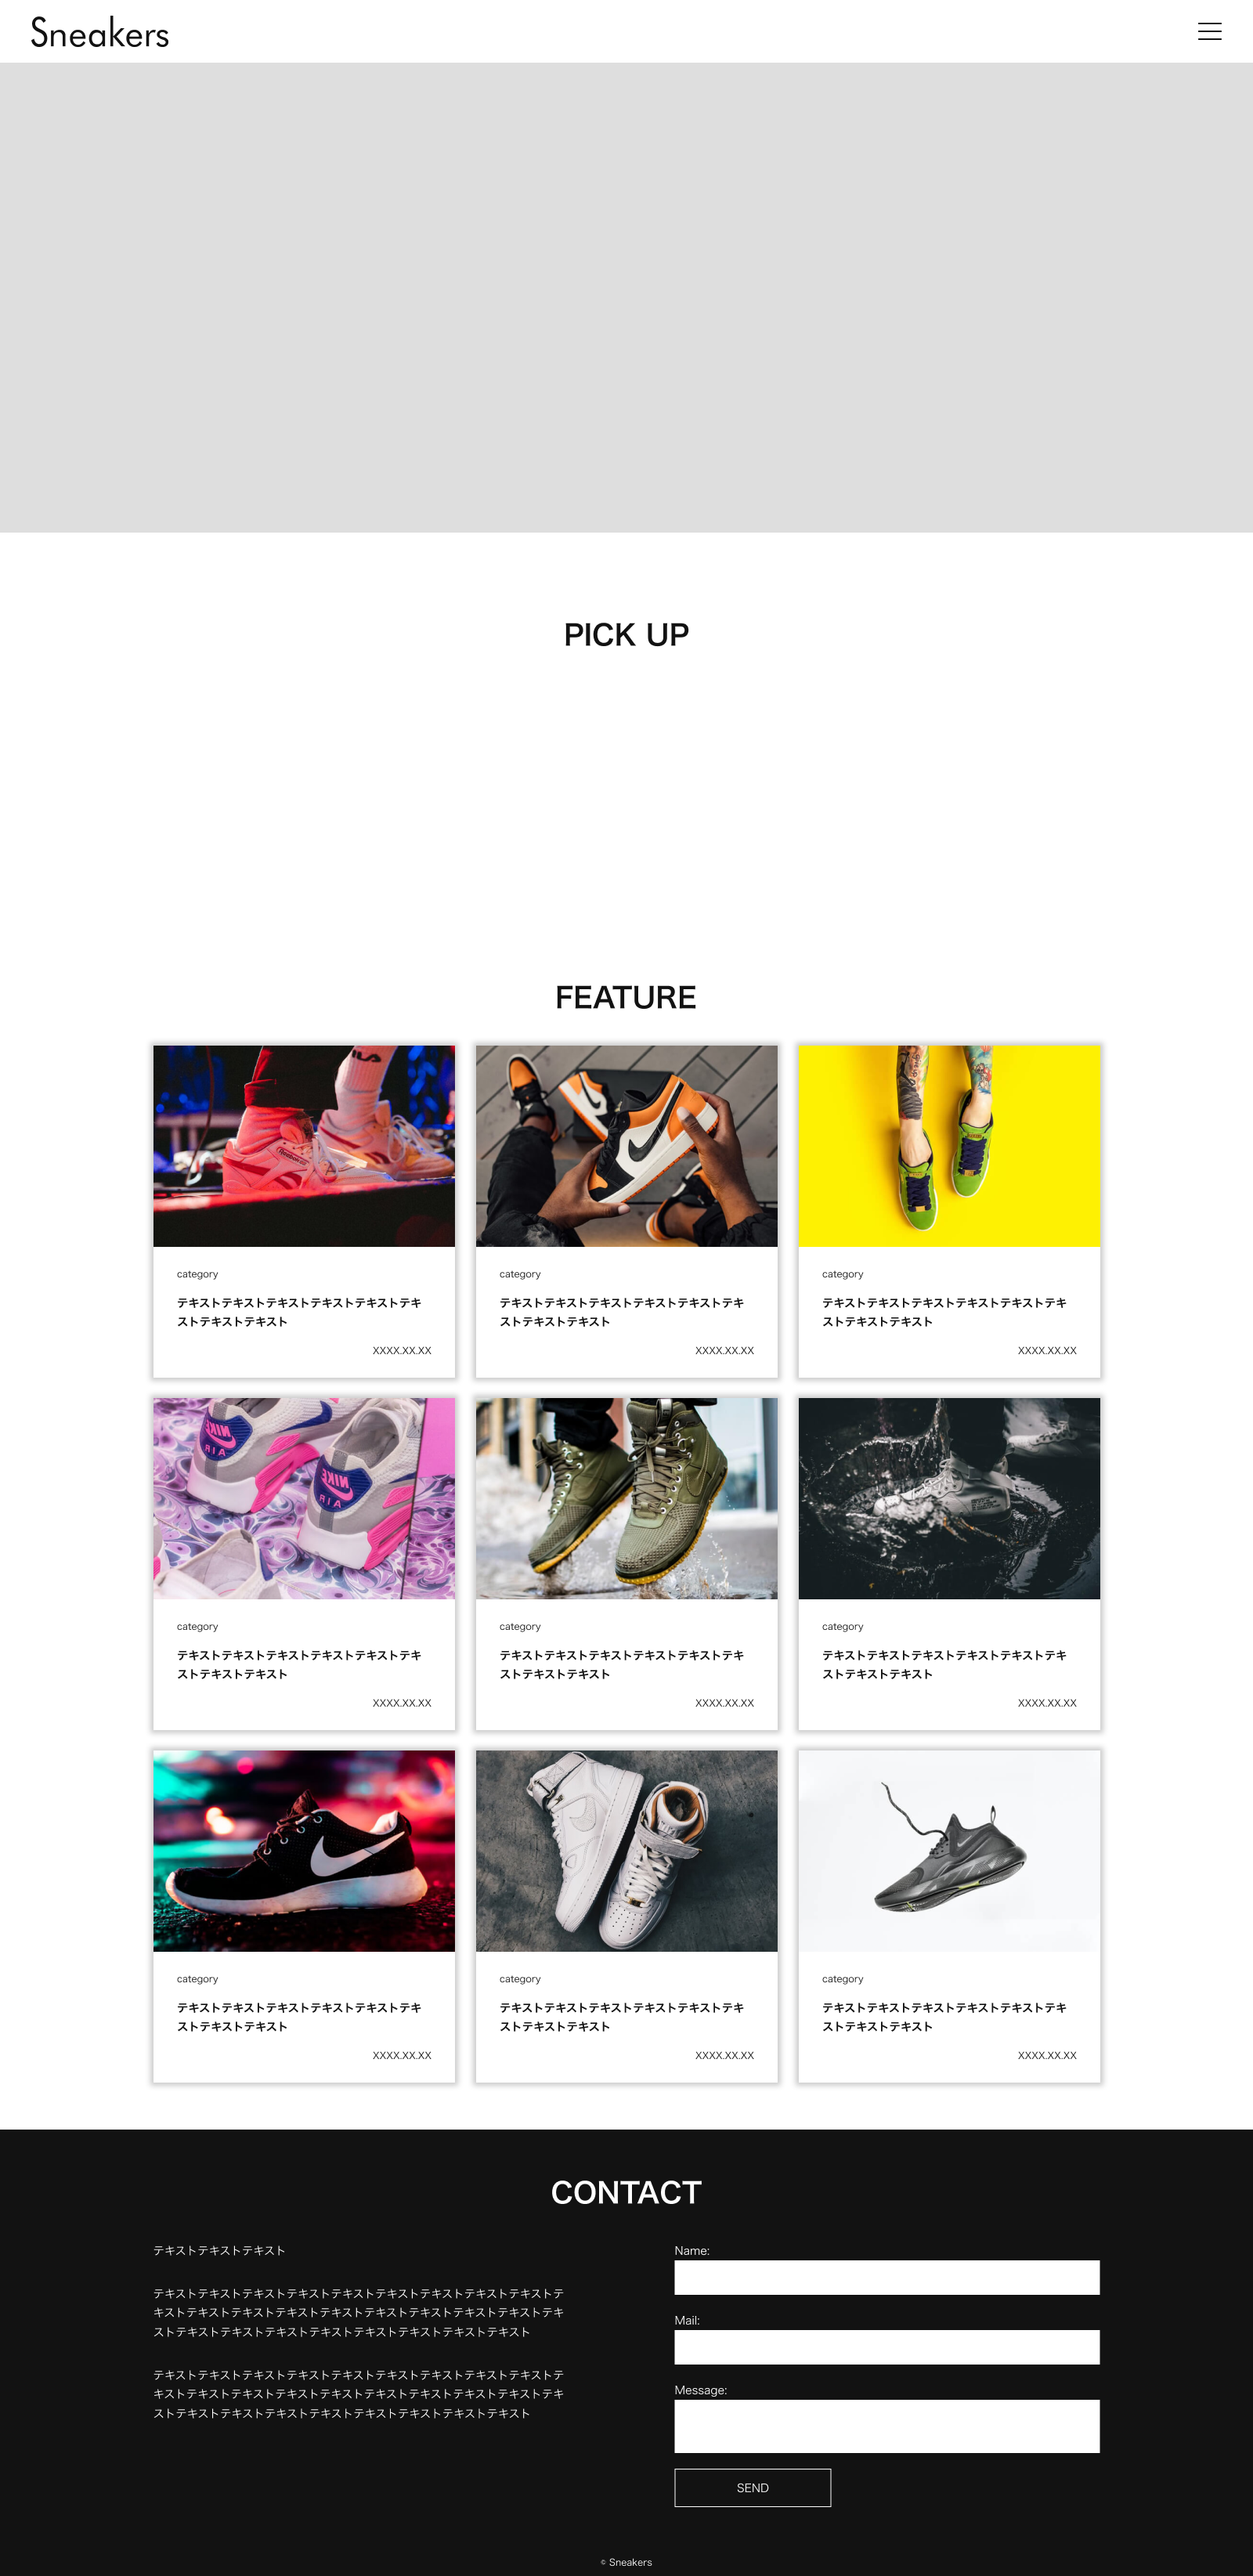 Sneakers
PICK UP
FEATURE
FILA
Reebok
category
テキストテキストテキストテキストテキストテキ
ストテキストテキスト
XXXX.XX.XX
category
テキストテキストテキストテキストテキストテキ
ストテキストテキスト
XXXX.XX.XX
category
テキストテキストテキストテキストテキストテキ
ストテキストテキスト
XXXX.XX.XX
NIKE
AIR
NIKE
AIR
category
テキストテキストテキストテキストテキストテキ
ストテキストテキスト
XXXX.XX.XX
category
テキストテキストテキストテキストテキストテキ
ストテキストテキスト
XXXX.XX.XX
category
テキストテキストテキストテキストテキストテキ
ストテキストテキスト
XXXX.XX.XX
category
テキストテキストテキストテキストテキストテキ
ストテキストテキスト
XXXX.XX.XX
category
テキストテキストテキストテキストテキストテキ
ストテキストテキスト
XXXX.XX.XX
category
テキストテキストテキストテキストテキストテキ
ストテキストテキスト
XXXX.XX.XX
CONTACT
テキストテキストテキスト
テキストテキストテキストテキストテキストテキストテキストテキストテキストテ
キストテキストテキストテキストテキストテキストテキストテキストテキストテキ
ストテキストテキストテキストテキストテキストテキストテキストテキスト
テキストテキストテキストテキストテキストテキストテキストテキストテキストテ
キストテキストテキストテキストテキストテキストテキストテキストテキストテキ
ストテキストテキストテキストテキストテキストテキストテキストテキスト
Name:
Mail:
Message:
SEND
© Sneakers